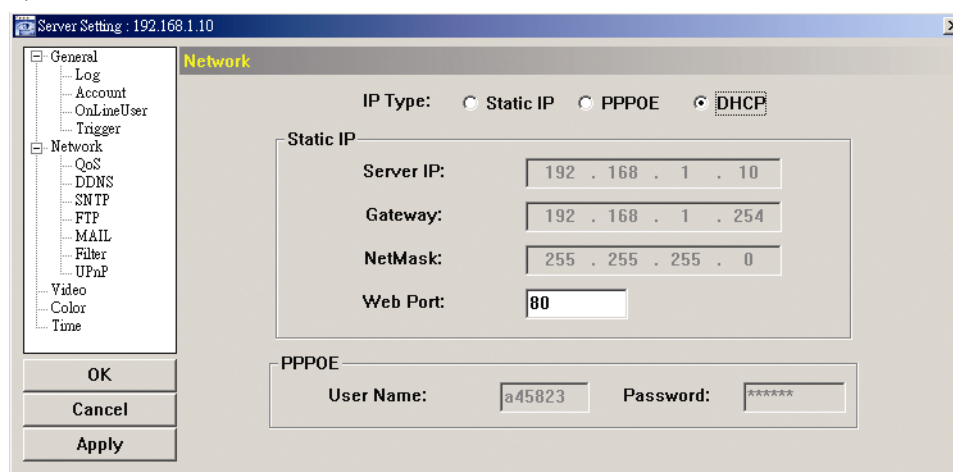 Server Setting : 192.168.1.10
General
Log
Account
OnLineUser
Trigger
Network
QoS
DDNS
SNTP
FTP
MAIL
Filter
UPnP
Video
Color
Time
OK
Cancel
Apply
Network
IP Type: Static IP PPPOE DHCP
Static IP
Server IP: 192 . 168 . 1 . 10
Gateway: 192 . 168 . 1 . 254
NetMask: 255 . 255 . 255 . 0
Web Port: 80
PPPOE
User Name: a45823 Password: ******